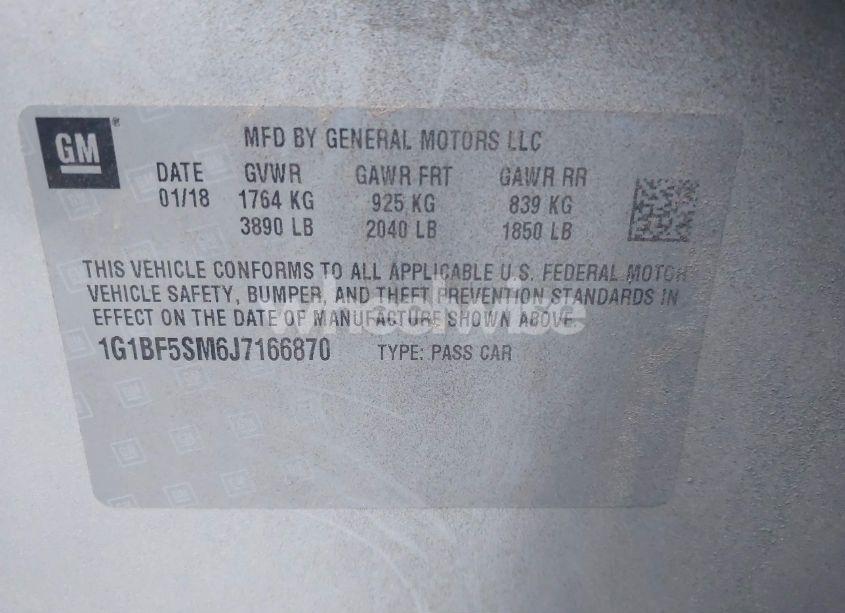 GM
MFD BY GENERAL MOTORS LLC
DATE GVWR GAWR FRT GAWR RR
01/18 1764 KG 925 KG 839 KG
3890 LB 2040 LB 1850 LB
THIS VEHICLE CONFORMS TO ALL APPLICABLE U.S. FEDERAL MOTOR
VEHICLE SAFETY, BUMPER, AND THEFT PREVENTION STANDARDS IN
EFFECT ON THE DATE OF MANUFACTURE SHOWN ABOVE.
1G1BF5SM6J7166870 TYPE: PASS CAR